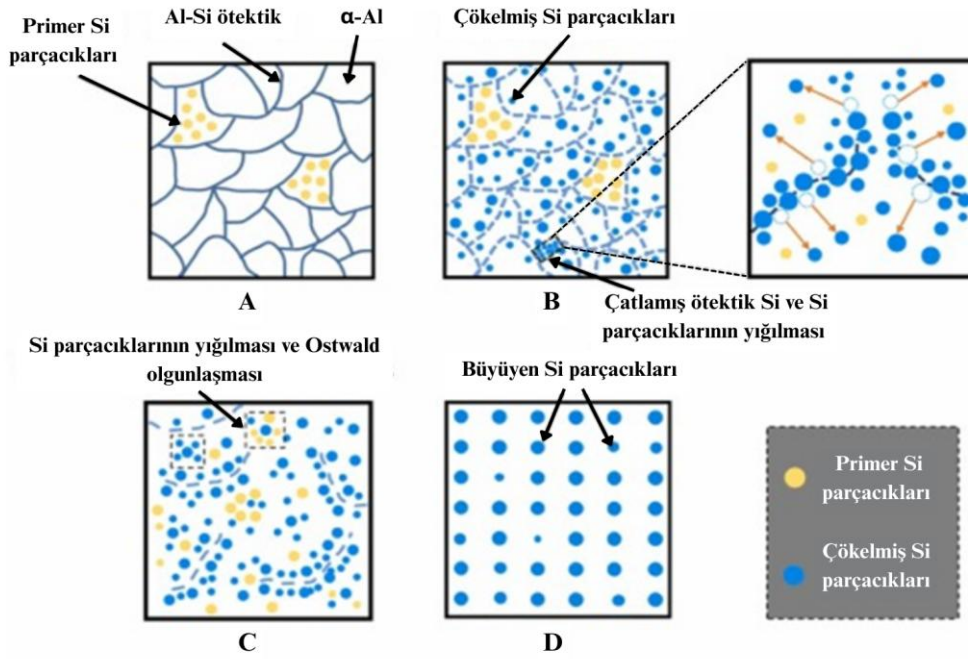 Primer Si
parçacıkları
Al-Si ötektik
α-Al
Çökelmiş Si parçacıkları
A
B
Çatlamış ötektik Si ve Si
parçacıklarının yığılması
Si parçacıklarının yığılması ve Ostwald
olgunlaşması
Büyüyen Si parçacıkları
C
D
Primer Si
parçacıkları
Çökelmiş Si
parçacıkları